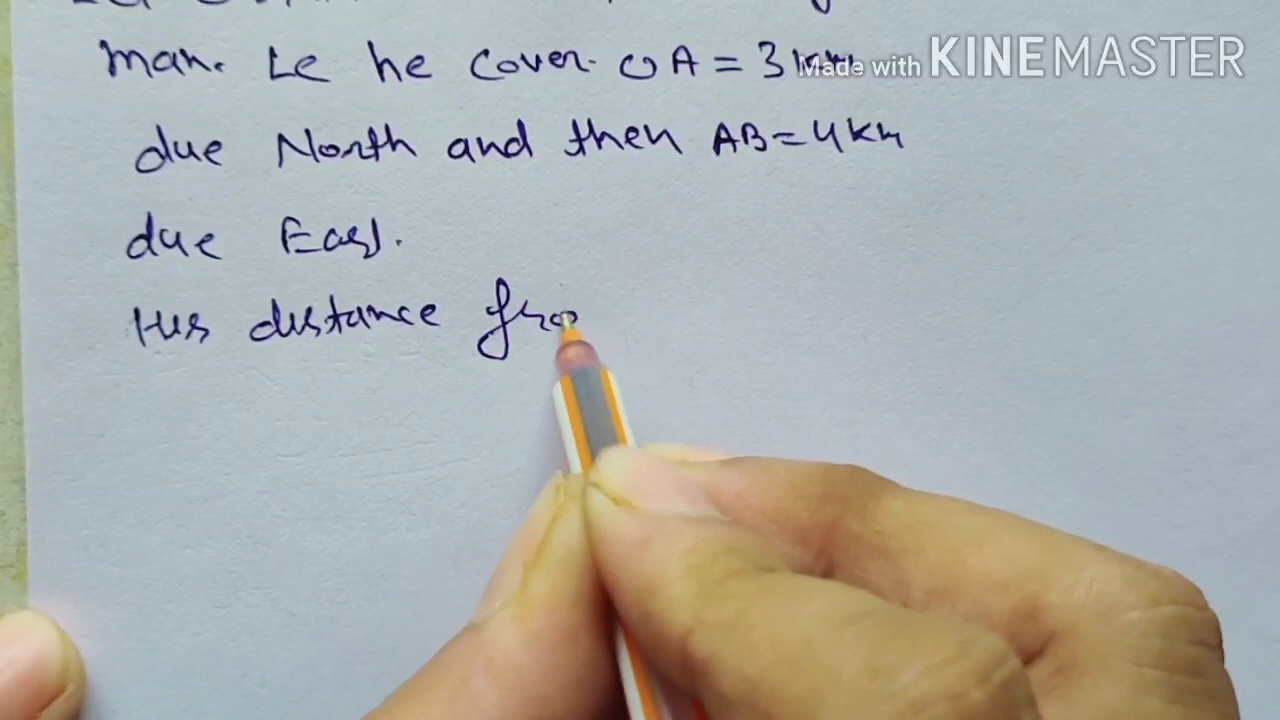 man. Le he cover OA = 3 km
Made with KINEMASTER
due North and then AB = 4 km
due East.
His distance fro